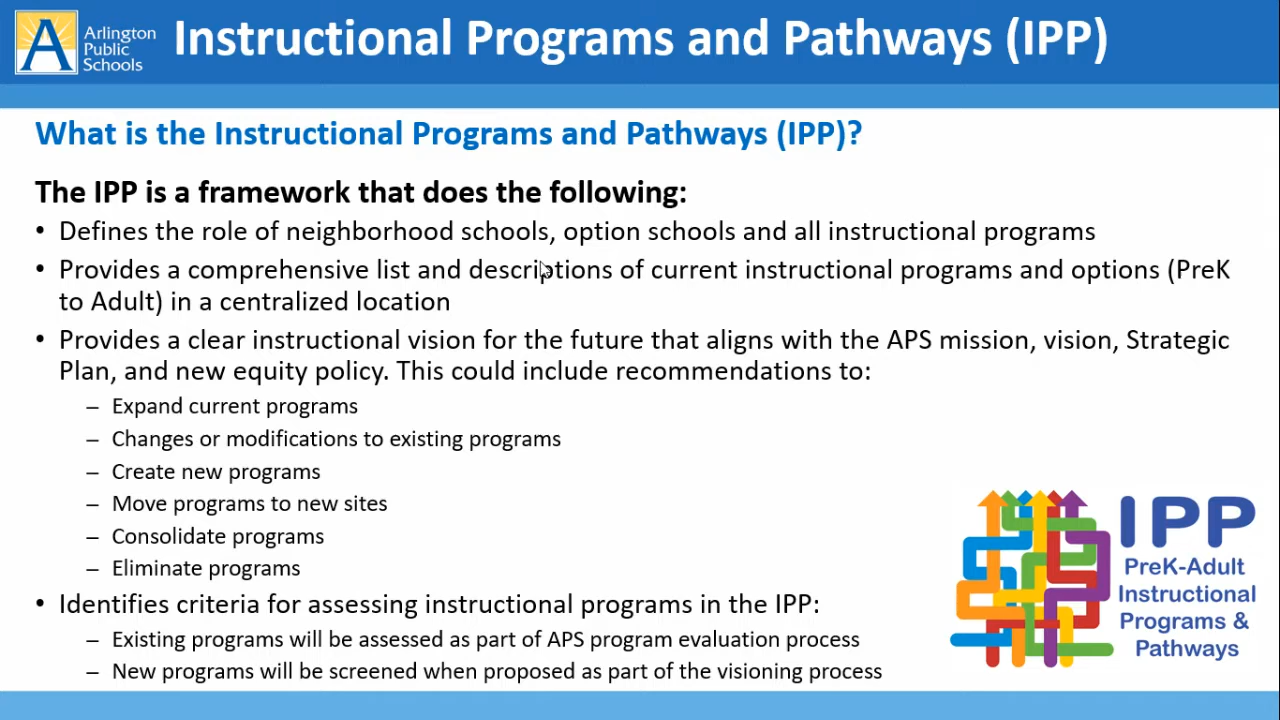 Arlington
Public
Schools
Instructional Programs and Pathways (IPP)
What is the Instructional Programs and Pathways (IPP)?
The IPP is a framework that does the following:
• Defines the role of neighborhood schools, option schools and all instructional programs
• Provides a comprehensive list and descriptions of current instructional programs and options (PreK
to Adult) in a centralized location
• Provides a clear instructional vision for the future that aligns with the APS mission, vision, Strategic
Plan, and new equity policy. This could include recommendations to:
– Expand current programs
– Changes or modifications to existing programs
– Create new programs
– Move programs to new sites
– Consolidate programs
– Eliminate programs
• Identifies criteria for assessing instructional programs in the IPP:
– Existing programs will be assessed as part of APS program evaluation process
– New programs will be screened when proposed as part of the visioning process
IPP
PreK-Adult
Instructional
Programs &
Pathways